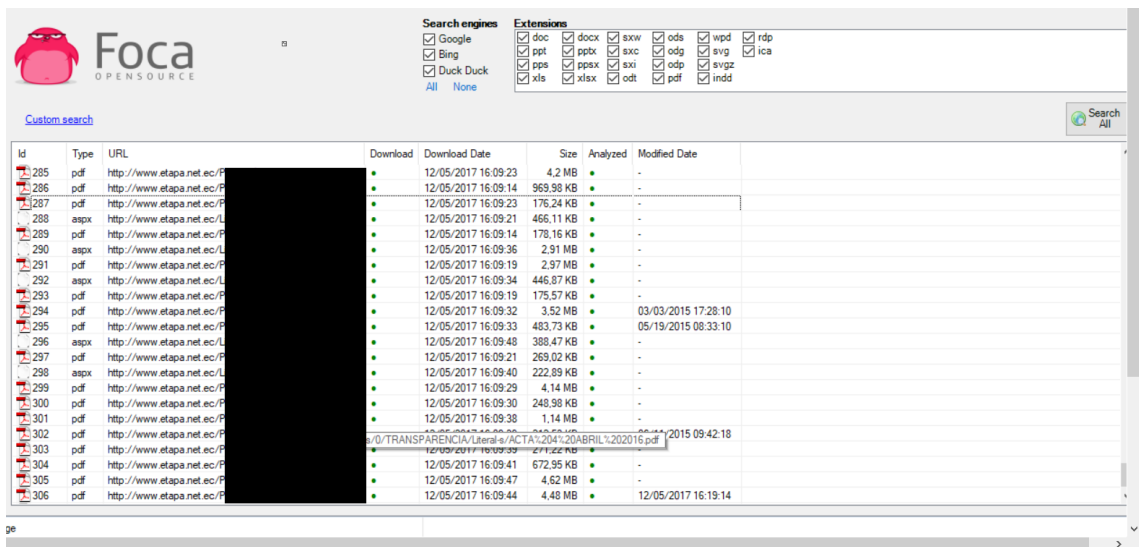 Foca
OPENSOURCE
Search engines
Google
Bing
Duck Duck
All None
Extensions
doc docx sxw ods wpd rdp
ppt pptx sxc odg svg ica
pps ppsx sxi odp svgz
xls xlsx odt pdf indd
Custom search
Search All
Id Type URL Download Download Date Size Analyzed Modified Date
285 pdf http://www.etapa.net.ec/P 12/05/2017 16:09:23 4,2 MB -
286 pdf http://www.etapa.net.ec/P 12/05/2017 16:09:14 969,98 KB -
287 pdf http://www.etapa.net.ec/P 12/05/2017 16:09:23 176,24 KB -
288 aspx http://www.etapa.net.ec/L 12/05/2017 16:09:21 466,11 KB -
289 pdf http://www.etapa.net.ec/P 12/05/2017 16:09:14 178,16 KB -
290 aspx http://www.etapa.net.ec/L 12/05/2017 16:09:36 2,91 MB -
291 pdf http://www.etapa.net.ec/P 12/05/2017 16:09:19 2,97 MB -
292 aspx http://www.etapa.net.ec/L 12/05/2017 16:09:34 446,87 KB -
293 pdf http://www.etapa.net.ec/P 12/05/2017 16:09:19 175,57 KB -
294 pdf http://www.etapa.net.ec/P 12/05/2017 16:09:32 3,52 MB 03/03/2015 17:28:10
295 pdf http://www.etapa.net.ec/P 12/05/2017 16:09:33 483,73 KB 05/19/2015 08:33:10
296 aspx http://www.etapa.net.ec/L 12/05/2017 16:09:48 388,47 KB -
297 pdf http://www.etapa.net.ec/P 12/05/2017 16:09:21 269,02 KB -
298 aspx http://www.etapa.net.ec/L 12/05/2017 16:09:40 222,89 KB -
299 pdf http://www.etapa.net.ec/P 12/05/2017 16:09:29 4,14 MB -
300 pdf http://www.etapa.net.ec/P 12/05/2017 16:09:30 248,98 KB -
301 pdf http://www.etapa.net.ec/P 12/05/2017 16:09:38 1,14 MB -
302 pdf http://www.etapa.net.ec/P /2015 09:42:18
s/0/TRANSPARENCIA/Literal-s/ACTA%204%20ABRIL%202016.pdf
303 pdf http://www.etapa.net.ec/P 12/05/2017 16:09:39 271,22 KB -
304 pdf http://www.etapa.net.ec/P 12/05/2017 16:09:41 672,95 KB -
305 pdf http://www.etapa.net.ec/P 12/05/2017 16:09:47 4,62 MB -
306 pdf http://www.etapa.net.ec/P 12/05/2017 16:09:44 4,48 MB 12/05/2017 16:19:14
ge